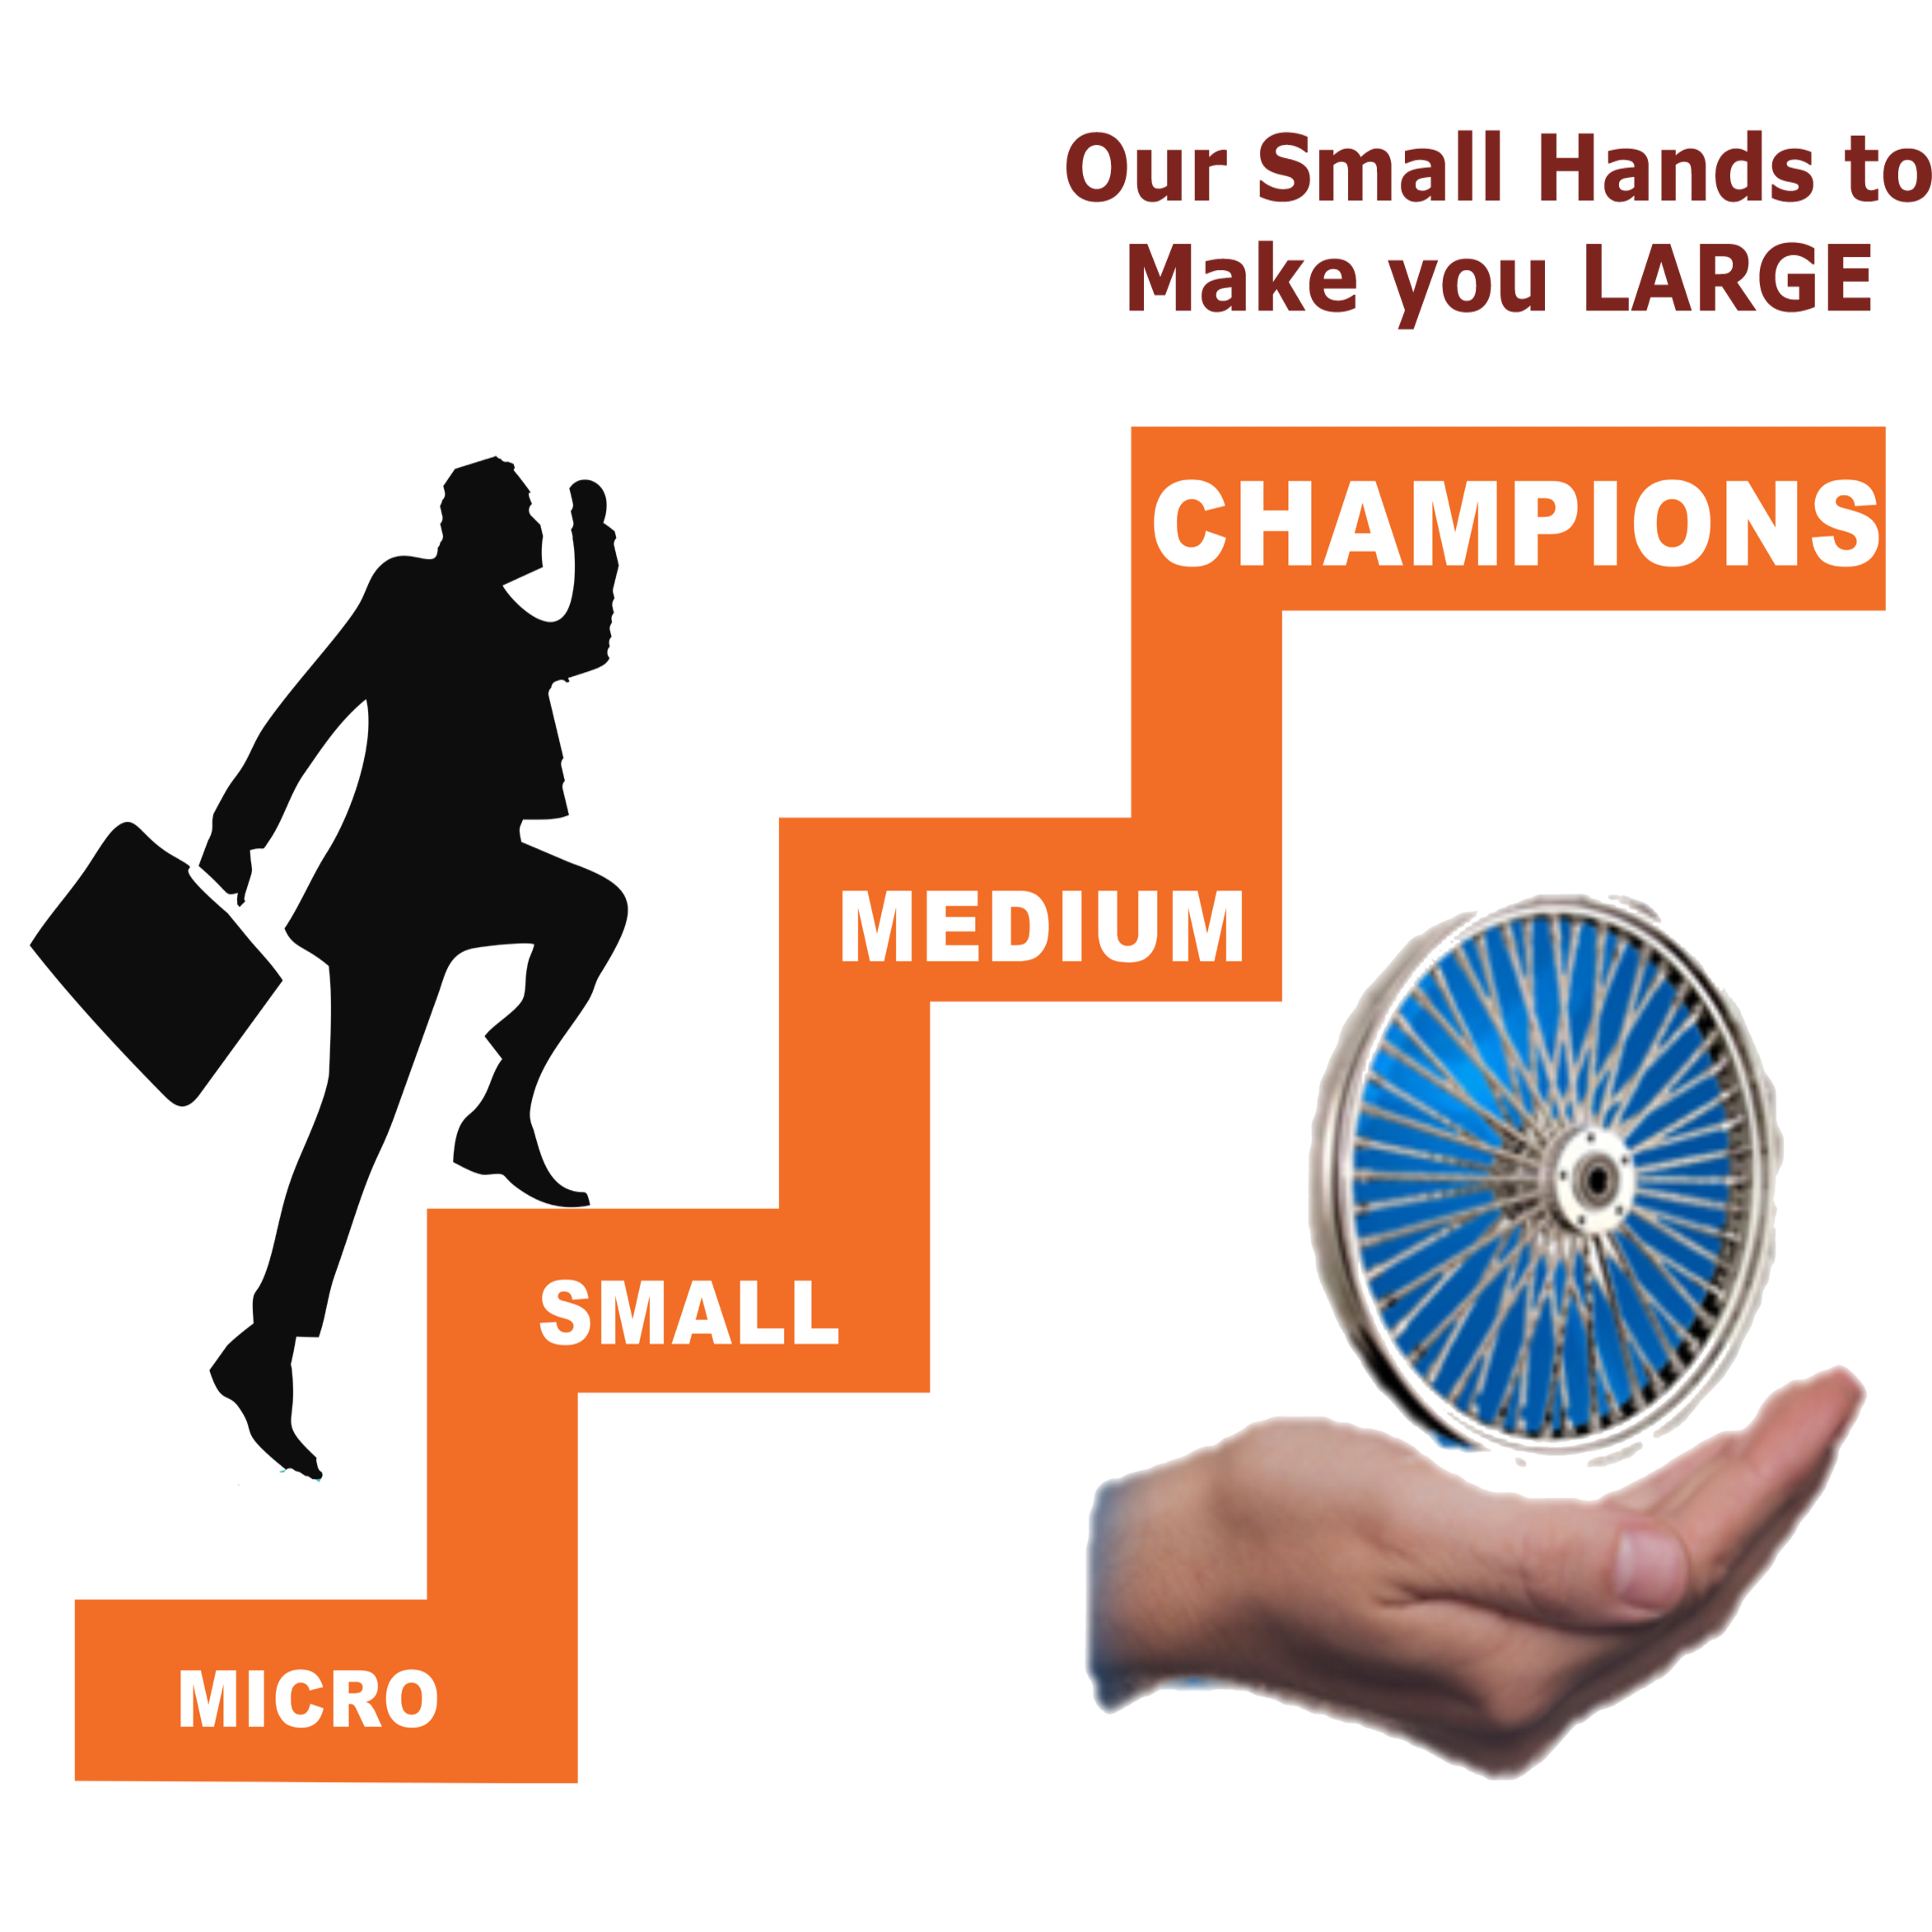 Our Small Hands to
Make you LARGE
CHAMPIONS
MEDIUM
SMALL
MICRO